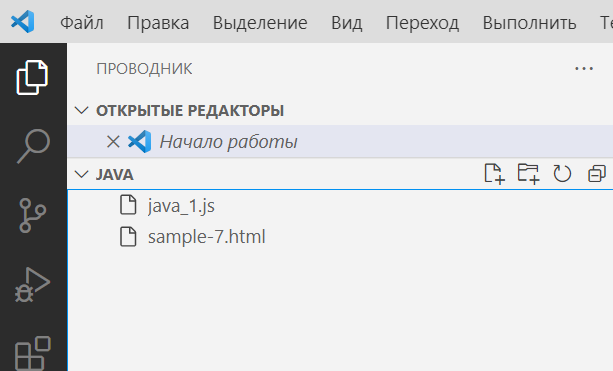 Файл Правка Выделение Вид Переход Выполнить
ПРОВОДНИК
ОТКРЫТЫЕ РЕДАКТОРЫ
Начало работы
JAVA
java_1.js
sample-7.html